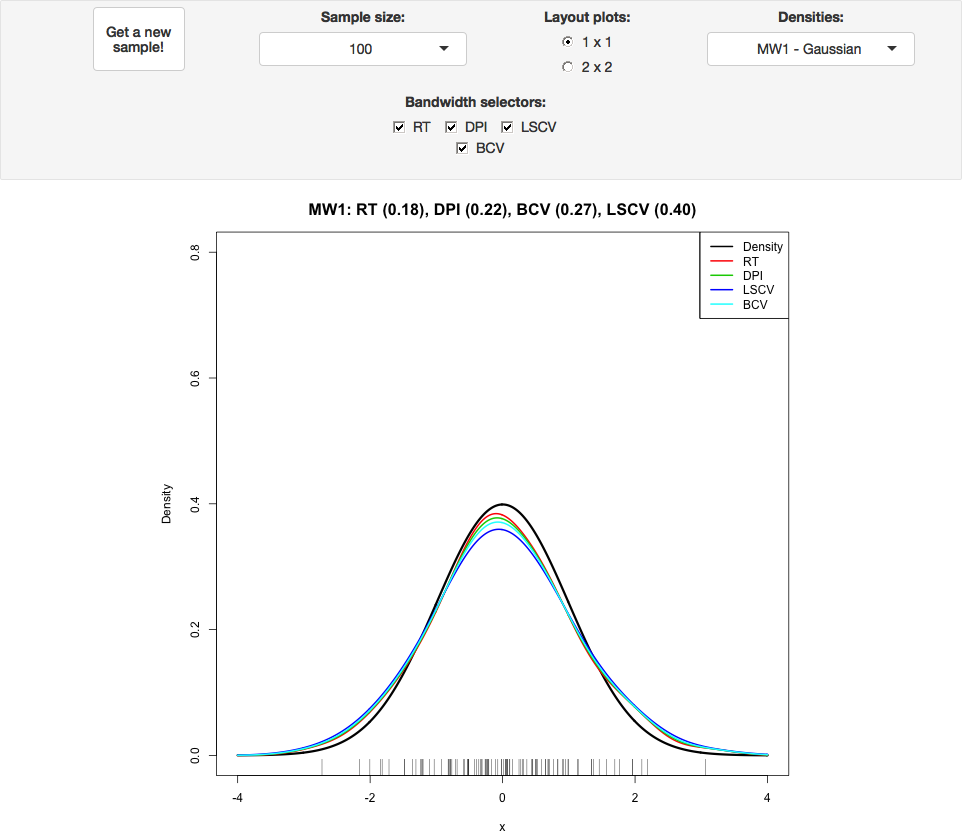 Get a new
sample!
Sample size:
100
Layout plots:
1 x 1
2 x 2
Densities:
MW1 - Gaussian
Bandwidth selectors:
RT DPI LSCV
BCV
MW1: RT (0.18), DPI (0.22), BCV (0.27), LSCV (0.40)
Density
RT
DPI
LSCV
BCV
0.8
0.6
0.4
0.2
0.0
Density
-4 -2 0 2 4
x